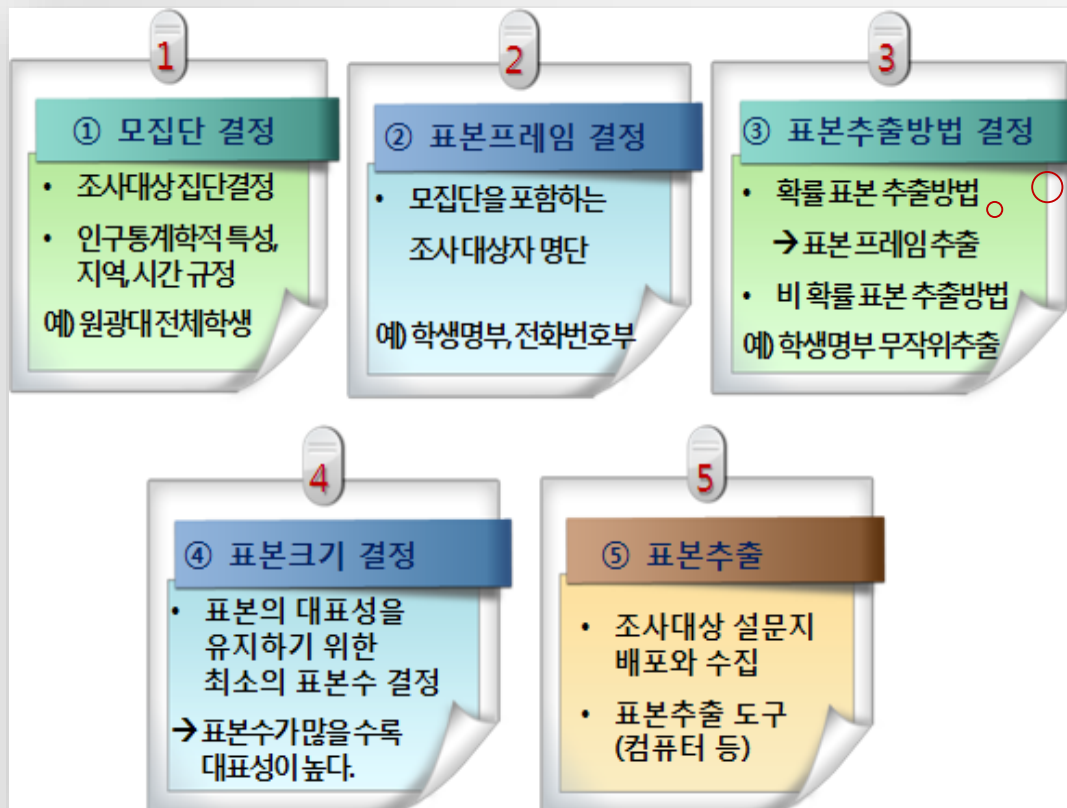 1
① 모집단 결정
• 조사대상 집단결정
• 인구통계학적 특성,
지역,시간 규정
예) 원광대 전체학생
2
② 표본프레임 결정
• 모집단을 포함하는
조사 대상자 명단
예) 학생명부,전화번호부
3
③ 표본추출방법 결정
• 확률 표본 추출방법
→ 표본 프레임 추출
• 비 확률 표본 추출방법
예) 학생명부 무작위추출
4
④ 표본크기 결정
• 표본의 대표성을
유지하기 위한
최소의 표본수 결정
→ 표본수가 많을 수록
대표성이 높다.
5
⑤ 표본추출
• 조사대상 설문지
배포와 수집
• 표본추출 도구
(컴퓨터 등)